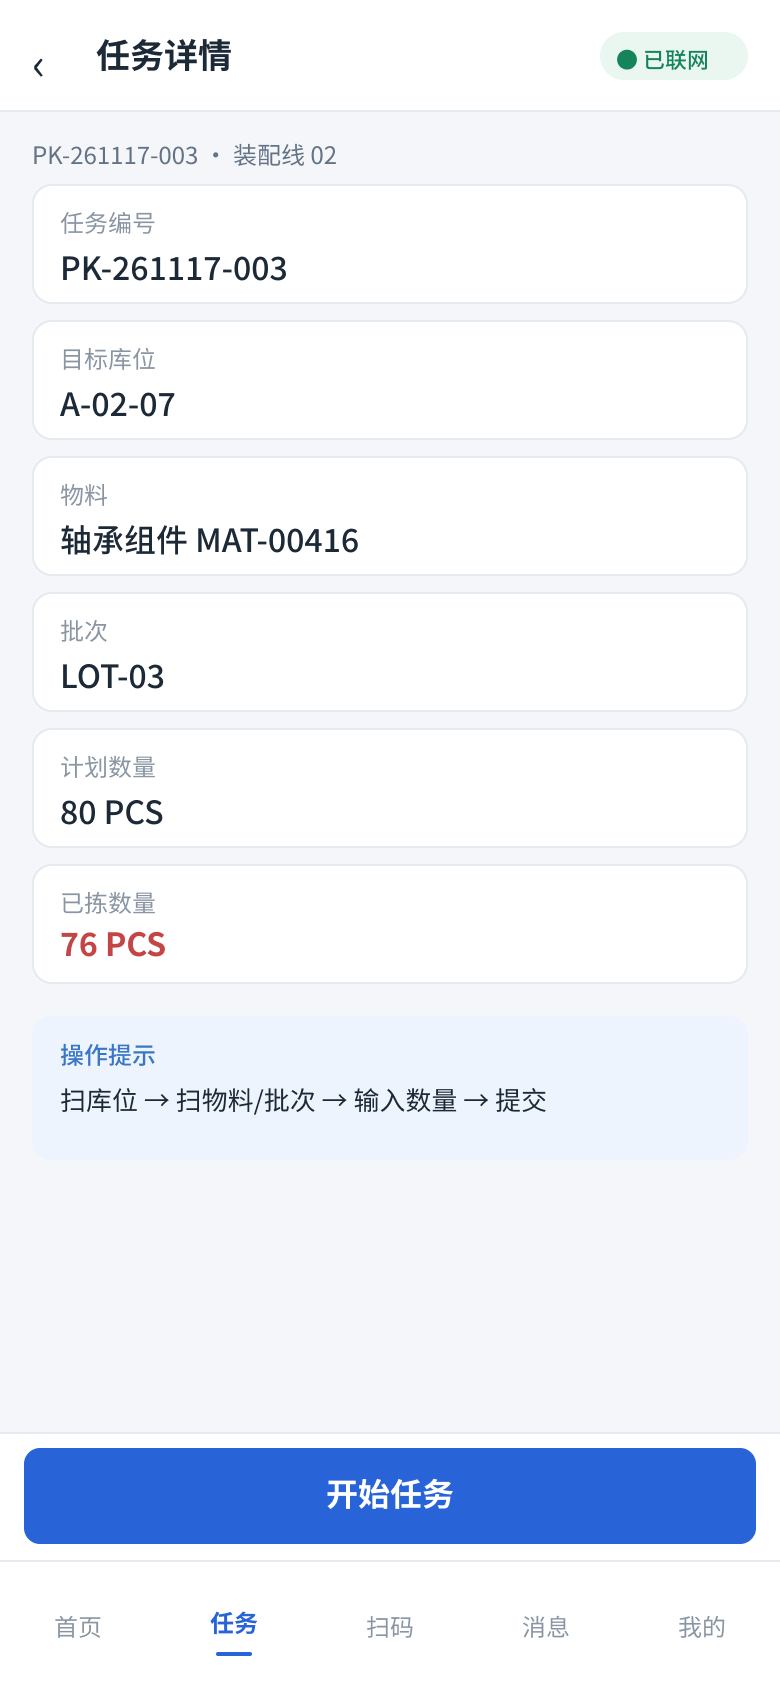 ‹ 任务详情 已联网
PK-261117-003 · 装配线 02
任务编号
PK-261117-003
目标库位
A-02-07
物料
轴承组件 MAT-00416
批次
LOT-03
计划数量
80 PCS
已拣数量
76 PCS
操作提示
扫库位 → 扫物料/批次 → 输入数量 → 提交
开始任务
首页 任务 扫码 消息 我的